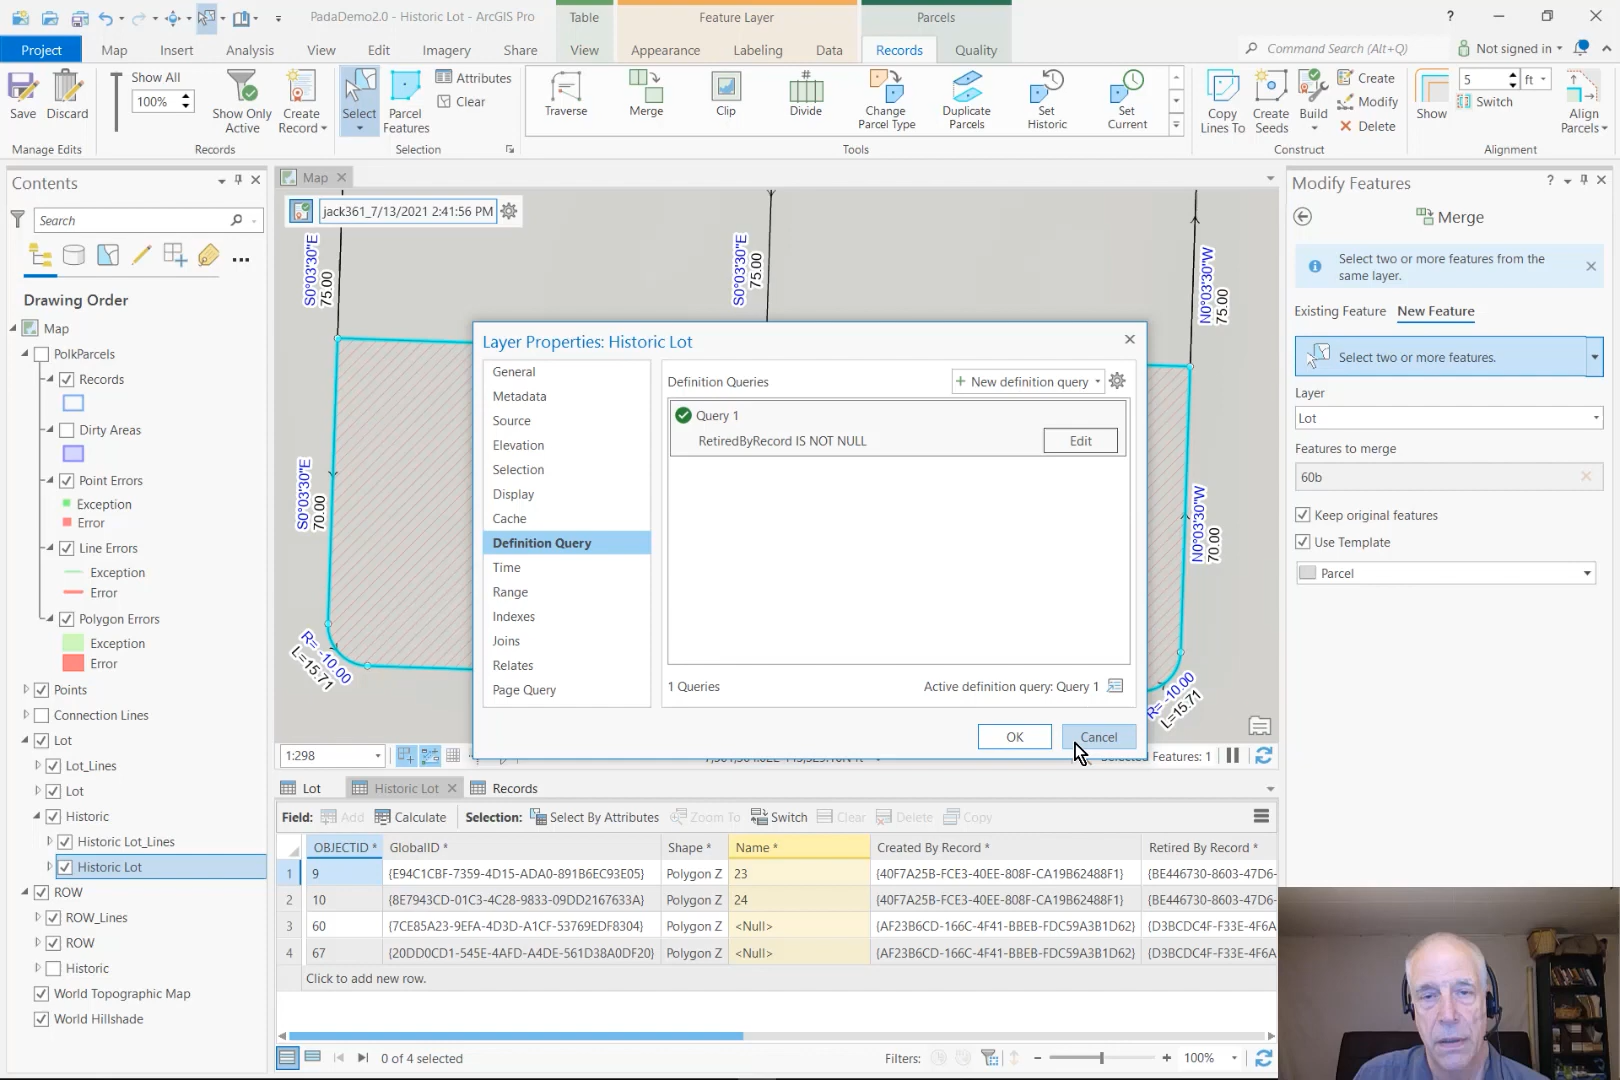 PadaDemo2.0 - Historic Lot - ArcGIS Pro
Table
Feature Layer
Parcels
?
Project
Map
Insert
Analysis
View
Edit
Imagery
Share
View
Appearance
Labeling
Data
Records
Quality
Command Search (Alt+Q)
Not signed in
Save
Discard
Manage Edits
Show All
100%
Show Only
Active
Create
Record
Records
Select
Parcel
Features
Attributes
Clear
Selection
Traverse
Merge
Clip
Divide
Change
Parcel Type
Duplicate
Parcels
Set
Historic
Set
Current
Tools
Copy
Lines To
Create
Seeds
Build
Create
Modify
Delete
Construct
Show
5
ft
Switch
Align
Parcels
Alignment
Contents
Search
Drawing Order
Map
PolkParcels
Records
Dirty Areas
Point Errors
Exception
Error
Line Errors
Exception
Error
Polygon Errors
Exception
Error
Points
Connection Lines
Lot
Lot_Lines
Lot
Historic
Historic Lot_Lines
Historic Lot
ROW
ROW_Lines
ROW
Historic
World Topographic Map
World Hillshade
Map
jack361_7/13/2021 2:41:56 PM
S0°03'30"E
75.00
S0°03'30"E
75.00
N0°03'30"W
75.00
S0°03'30"E
70.00
N0°03'30"W
70.00
R= -10.00
L=15.71
R= -10.00
L=15.71
1:298
Selected Features: 1
Layer Properties: Historic Lot
General
Metadata
Source
Elevation
Selection
Display
Cache
Definition Query
Time
Range
Indexes
Joins
Relates
Page Query
Definition Queries
New definition query
Query 1
RetiredByRecord IS NOT NULL
Edit
1 Queries
Active definition query: Query 1
OK
Cancel
Lot
Historic Lot
Records
Field: Add Calculate Selection: Select By Attributes Zoom To Switch Clear Delete Copy
OBJECTID * GlobalID * Shape * Name * Created By Record * Retired By Record *
1 9 {E94C1CBF-7359-4D15-ADA0-891B6EC93E05} Polygon Z 23 {40F7A25B-FCE3-40EE-808F-CA19B62488F1} {BE446730-8603-47D6-
2 10 {8E7943CD-01C3-4C28-9833-09DD2167633A} Polygon Z 24 {40F7A25B-FCE3-40EE-808F-CA19B62488F1} {BE446730-8603-47D6-
3 60 {7CE85A23-9EFA-4D3D-A1CF-53769EDF8304} Polygon Z <Null> {AF23B6CD-166C-4F41-BBEB-FDC59A3B1D62} {D3BCDC4F-F33E-4F6A
4 67 {20DD0CD1-545E-4AFD-A4DE-561D38A0DF20} Polygon Z <Null> {AF23B6CD-166C-4F41-BBEB-FDC59A3B1D62} {D3BCDC4F-F33E-4F6A
Click to add new row.
0 of 4 selected
Filters:
100%
Modify Features
?
Merge
Select two or more features from the
same layer.
Existing Feature
New Feature
Select two or more features.
Layer
Lot
Features to merge
60b
Keep original features
Use Template
Parcel